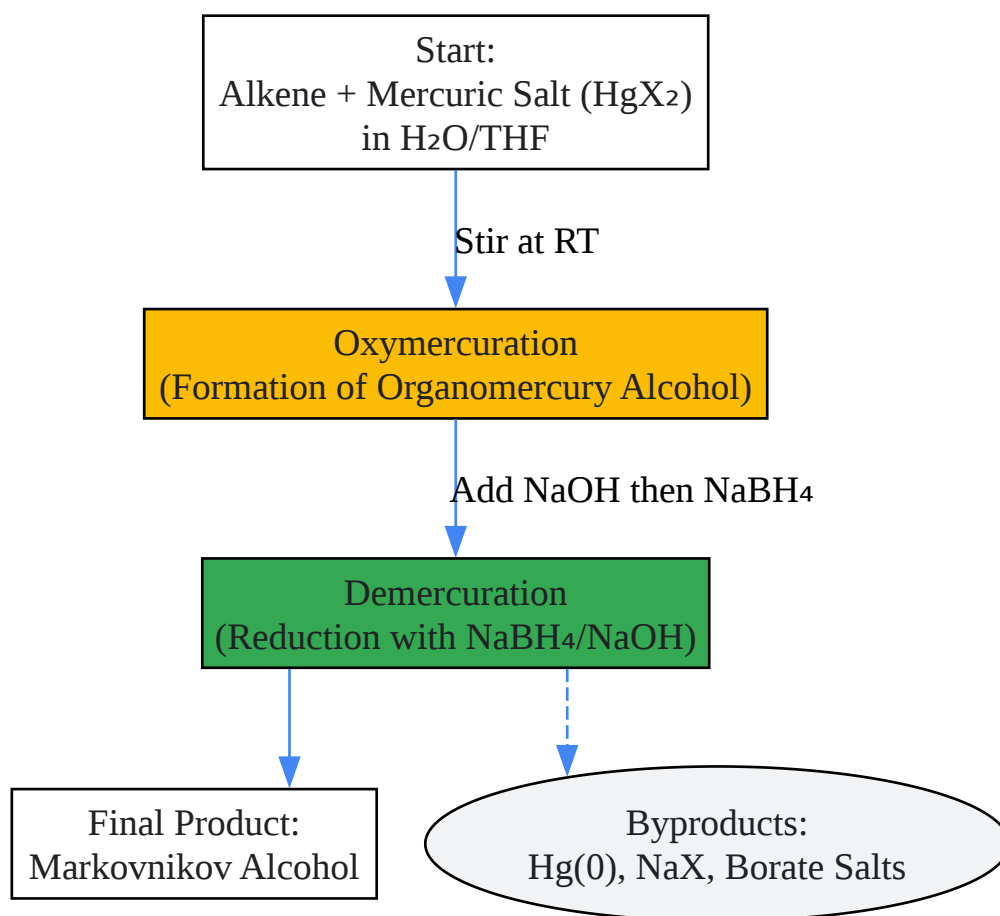 Start:
Alkene + Mercuric Salt (HgX₂)
in H₂O/THF
Stir at RT
Oxymercuration
(Formation of Organomercury Alcohol)
Add NaOH then NaBH₄
Demercuration
(Reduction with NaBH₄/NaOH)
Final Product:
Markovnikov Alcohol
Byproducts:
Hg(0), NaX, Borate Salts